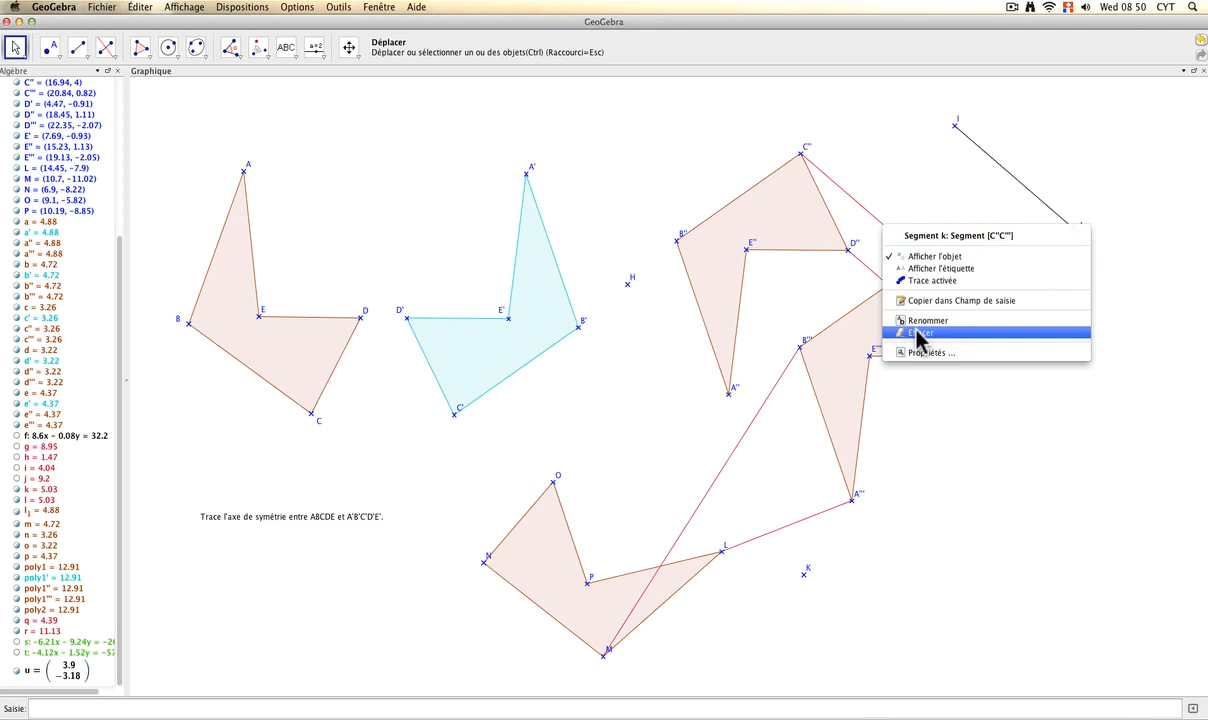 GeoGebra Fichier Éditer Affichage Dispositions Options Outils Fenêtre Aide Wed 08 50 CYT
GeoGebra
ABC a=2
Déplacer
Déplacer ou sélectionner un ou des objets(Ctrl) (Raccourci=Esc)
Algèbre
Graphique
C" = (16.94, 4)
C''' = (20.84, 0.82)
D' = (4.47, -0.91)
D" = (18.45, 1.11)
D''' = (22.35, -2.07)
E' = (7.69, -0.93)
E" = (15.23, 1.13)
E''' = (19.13, -2.05)
L = (14.45, -7.9)
M = (10.7, -11.02)
N = (6.9, -8.22)
O = (9.1, -5.82)
P = (10.19, -8.85)
a = 4.88
a' = 4.88
a" = 4.88
a''' = 4.88
b = 4.72
b' = 4.72
b" = 4.72
b''' = 4.72
c = 3.26
c' = 3.26
c" = 3.26
c''' = 3.26
d = 3.22
d' = 3.22
d" = 3.22
d''' = 3.22
e = 4.37
e' = 4.37
e" = 4.37
e''' = 4.37
f: 8.6x - 0.08y = 32.2
g = 8.95
h = 1.47
i = 4.04
j = 9.2
k = 5.03
l = 5.03
l1 = 4.88
m = 4.72
n = 3.26
o = 3.22
p = 4.37
poly1 = 12.91
poly1' = 12.91
poly1" = 12.91
poly1''' = 12.91
poly2 = 12.91
q = 4.39
r = 11.13
s: -6.21x - 9.24y =
t: -4.12x - 1.52y =
u = ( 3.9
-3.18 )
A
B
C
D
E
A'
B'
C'
D'
E'
H
I
C"
B"
E"
D"
A"
B'''
E'''
A'''
Segment k: Segment [C"C''']
Afficher l'objet
Afficher l'étiquette
Trace activée
Copier dans Champ de saisie
Renommer
Propriétés ...
O
N
P
L
M
K
Trace l'axe de symétrie entre ABCDE et A'B'C'D'E'.
Saisie: